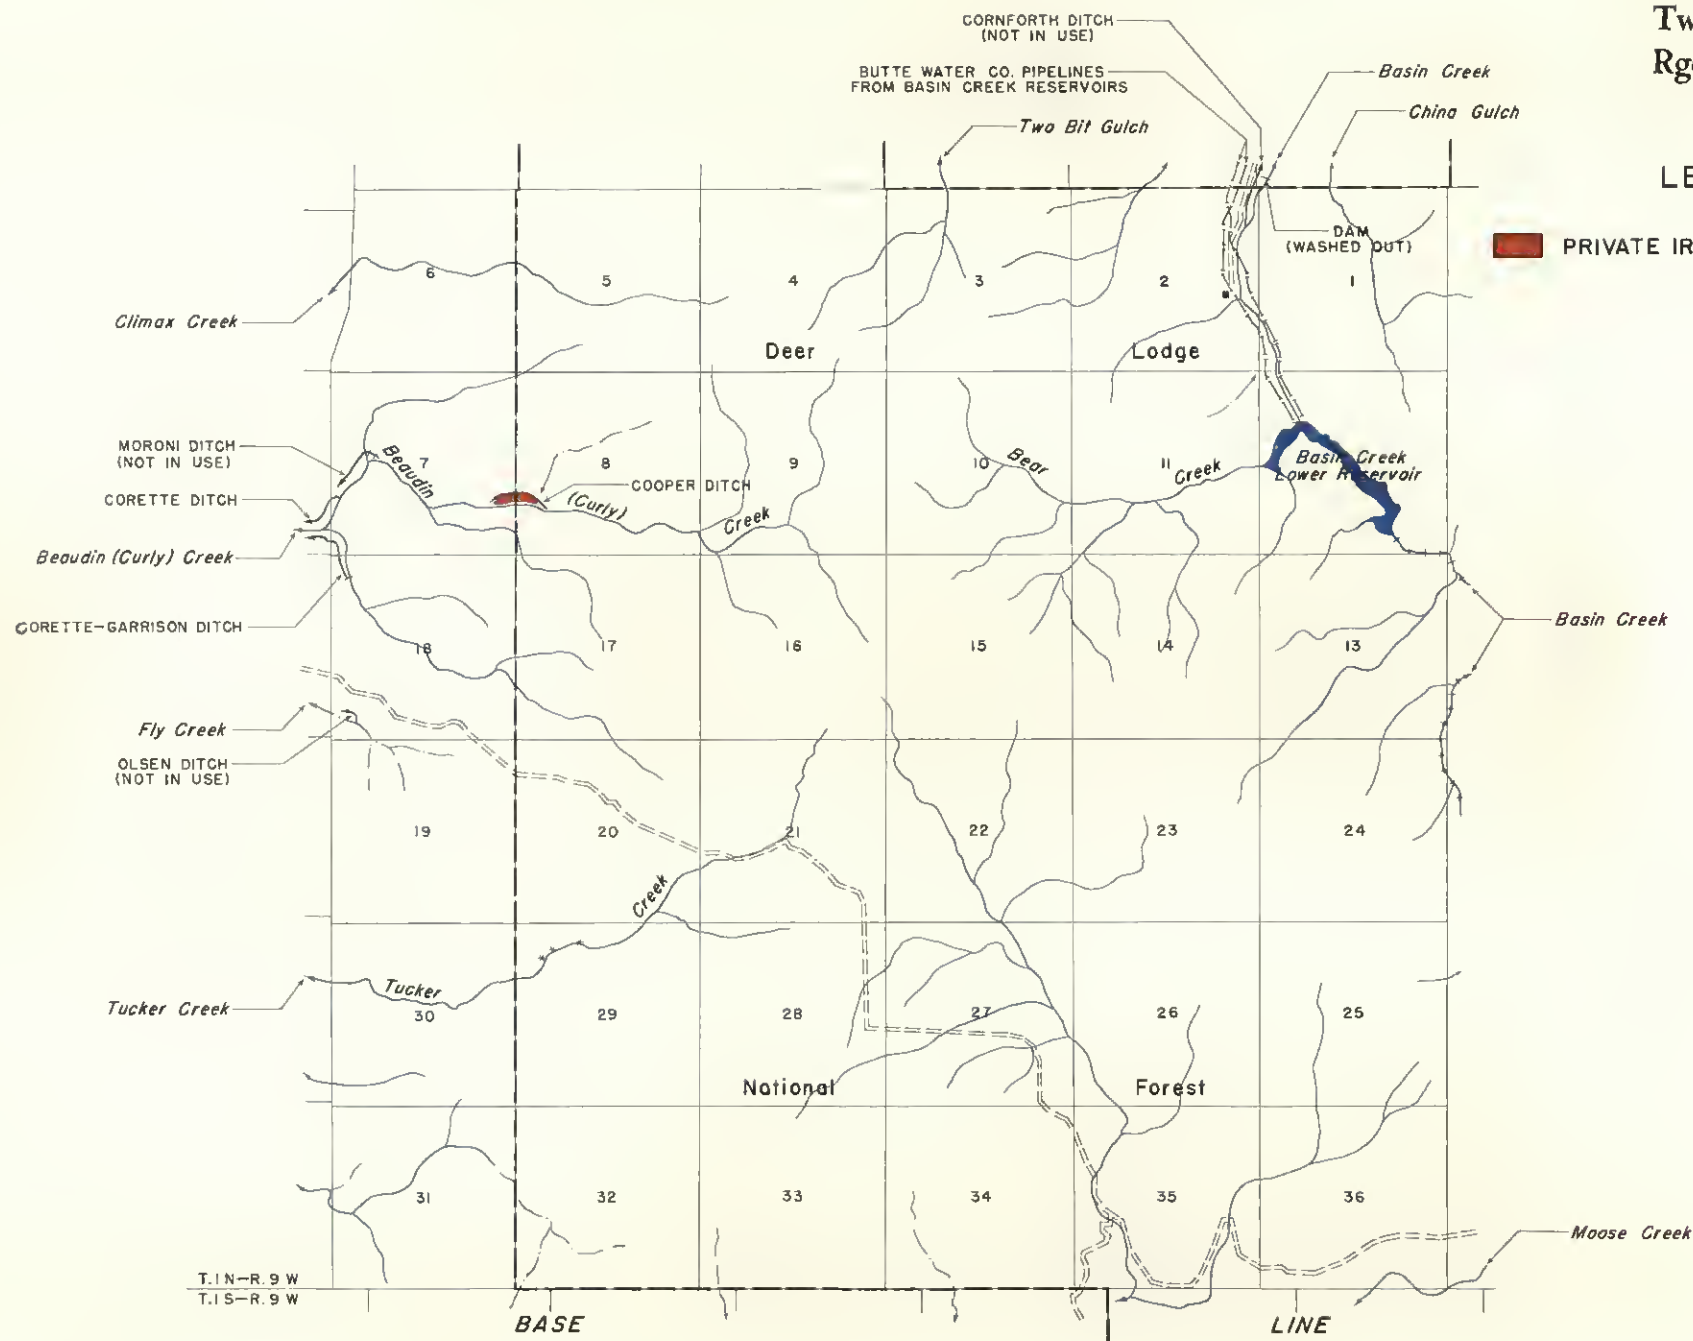 CORNFORTH DITCH
(NOT IN USE)
Tw
Rg
BUTTE WATER CO. PIPELINES
FROM BASIN CREEK RESERVOIRS
Basin Creek
Two Bit Gulch
China Gulch
LE
PRIVATE IR
DAM
(WASHED OUT)
6
5
4
3
2
1
Climax Creek
Deer
Lodge
MORONI DITCH
(NOT IN USE)
CORETTE DITCH
Beaudin (Curly) Creek
CORETTE-GARRISON DITCH
Beaudin
(Curly)
Creek
COOPER DITCH
7
8
9
10
11
Bear
Creek
Basin Creek
Lower Reservoir
Basin Creek
18
17
16
15
14
13
Fly Creek
OLSEN DITCH
(NOT IN USE)
19
20
21
22
23
24
Creek
Tucker
Tucker Creek
30
29
28
27
26
25
National
Forest
31
32
33
34
35
36
Moose Creek
T.1N-R.9W
T.1S-R.9W
BASE
LINE